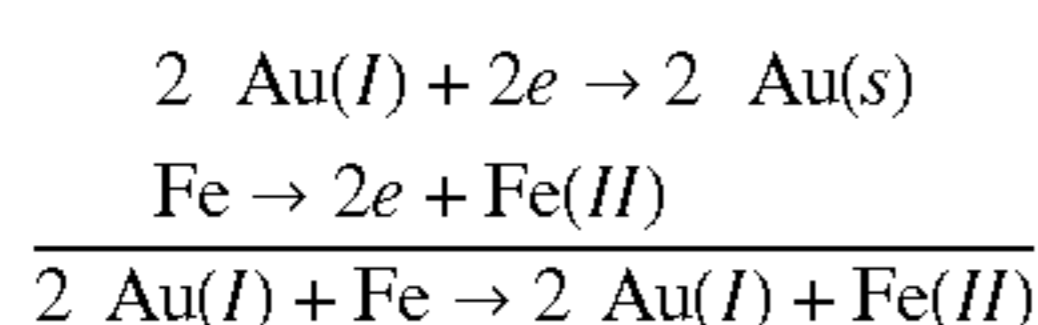 2 Au(I) + 2e → 2 Au(s)
Fe → 2e + Fe(II)
2 Au(I) + Fe → 2 Au(I) + Fe(II)